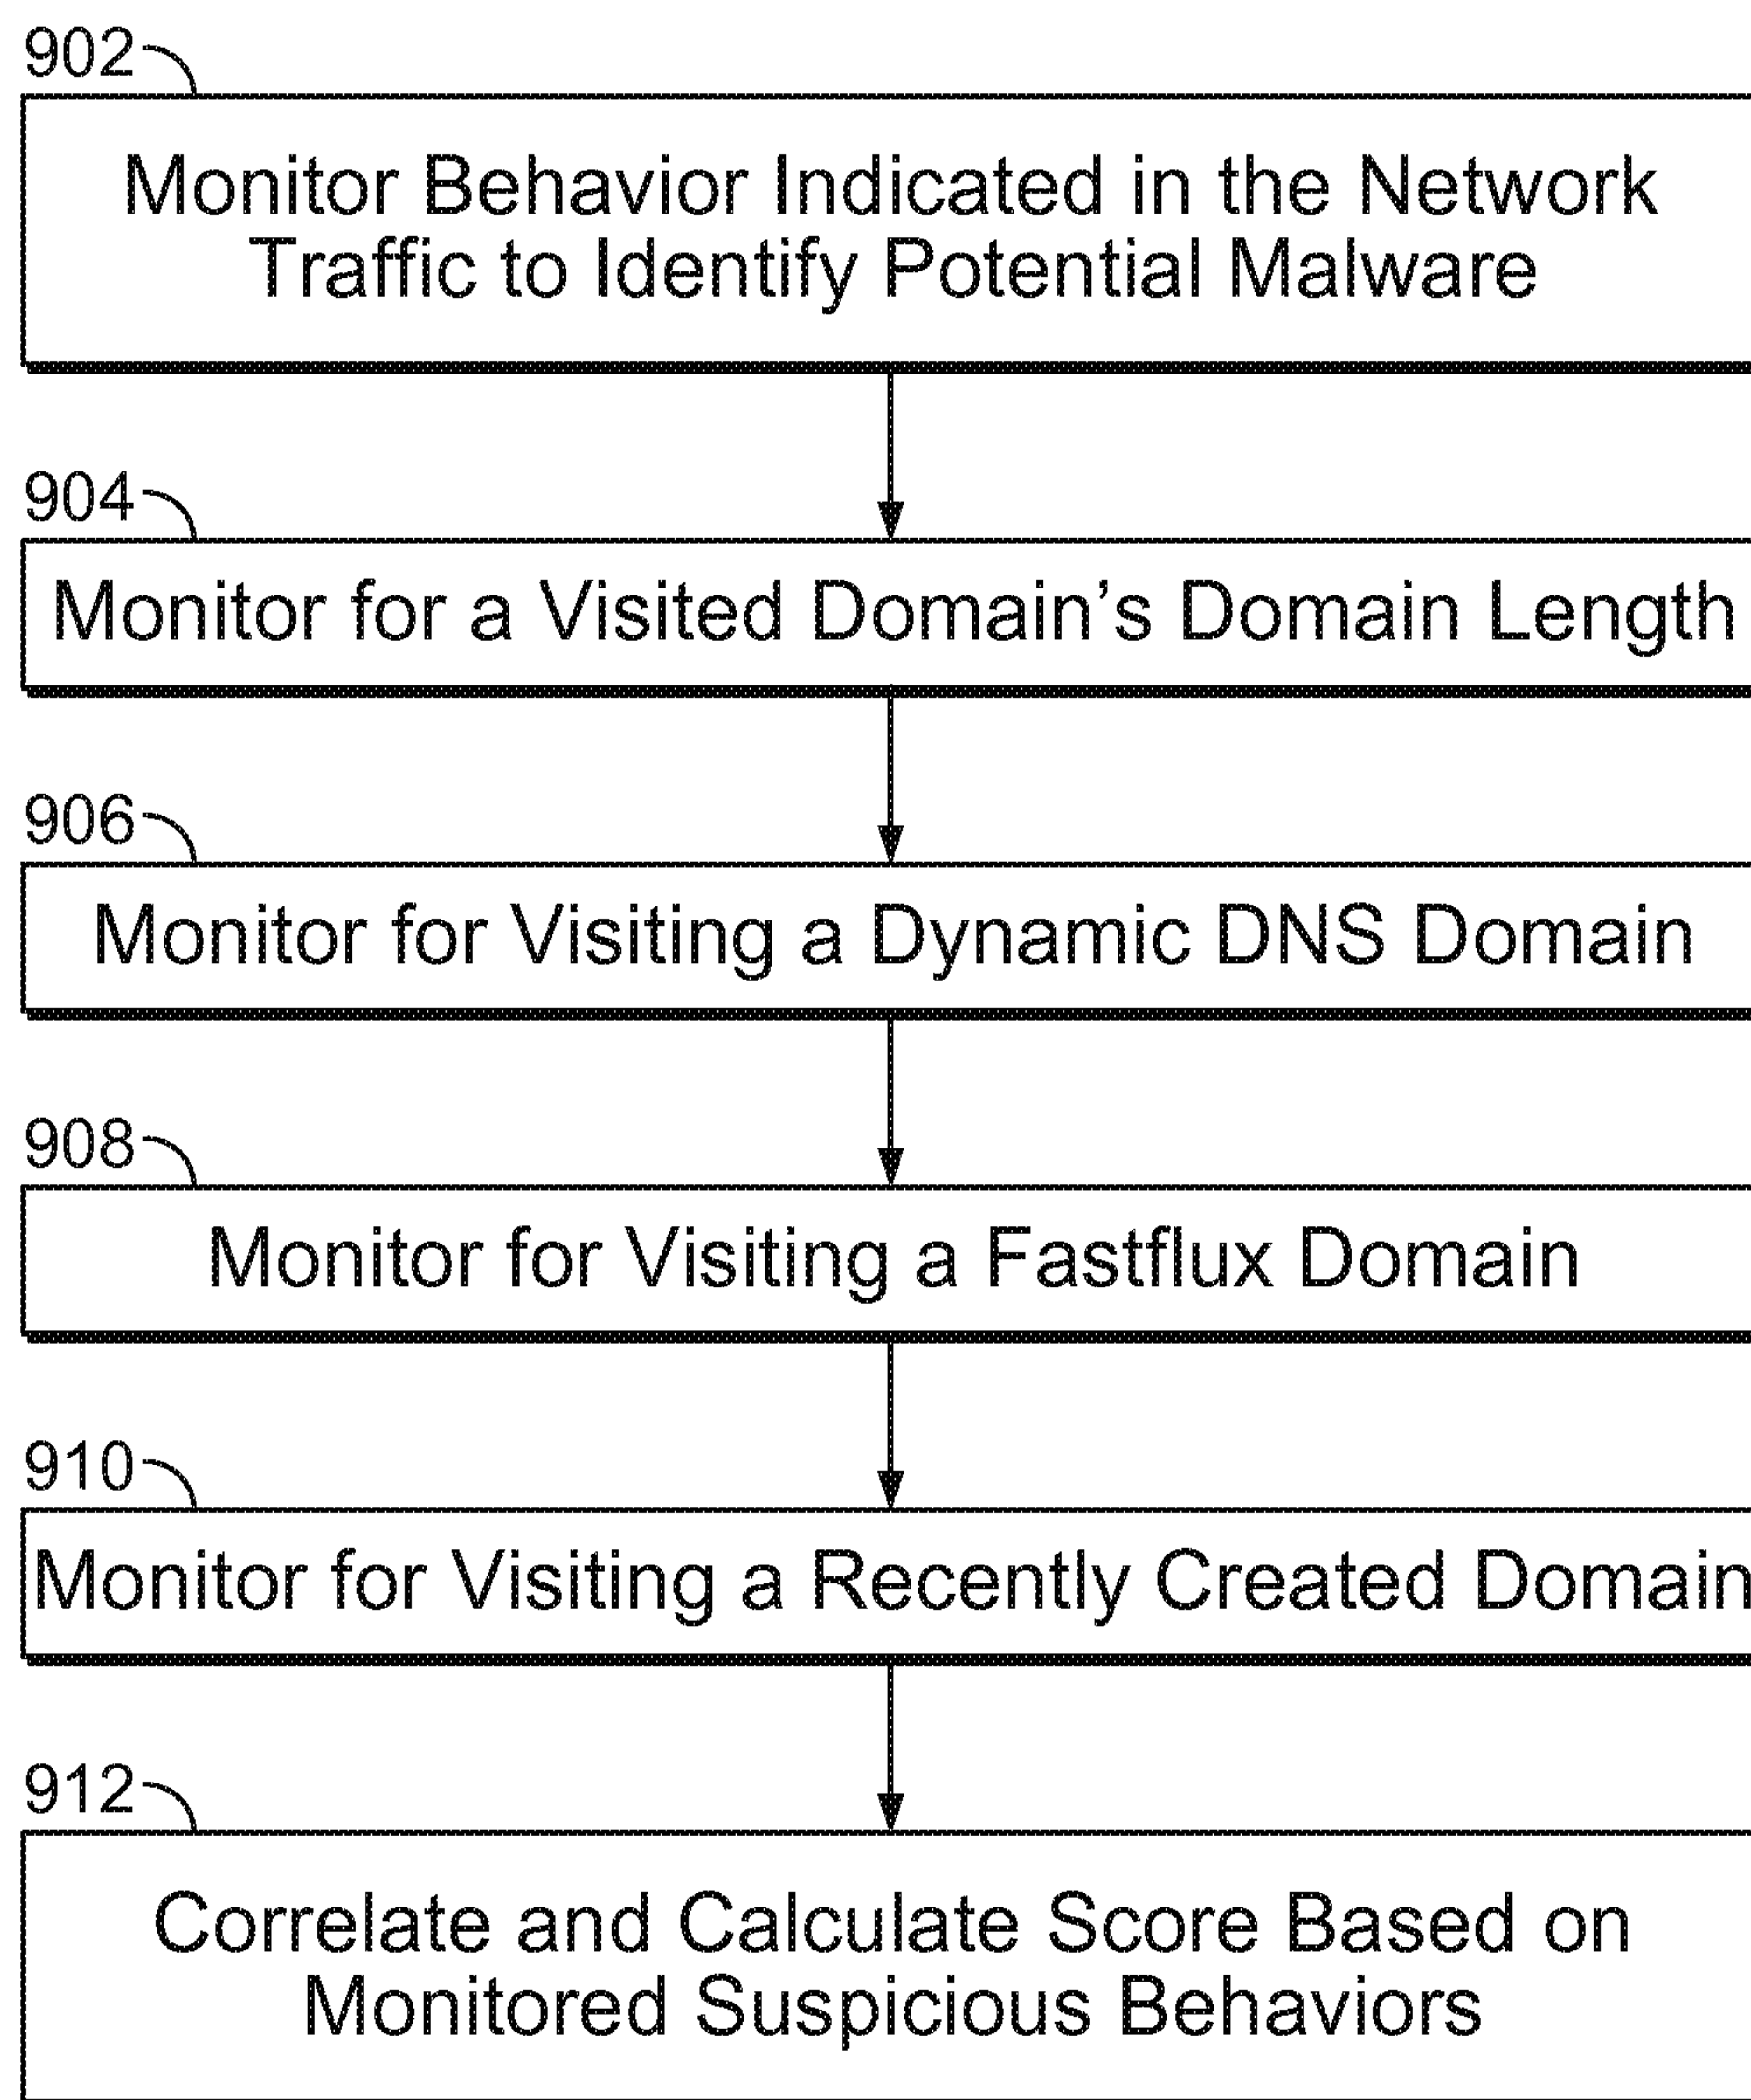 902
Monitor Behavior Indicated in the Network
Traffic to Identify Potential Malware
904
Monitor for a Visited Domain’s Domain Length
906
Monitor for Visiting a Dynamic DNS Domain
908
Monitor for Visiting a Fastflux Domain
910
Monitor for Visiting a Recently Created Domain
912
Correlate and Calculate Score Based on
Monitored Suspicious Behaviors